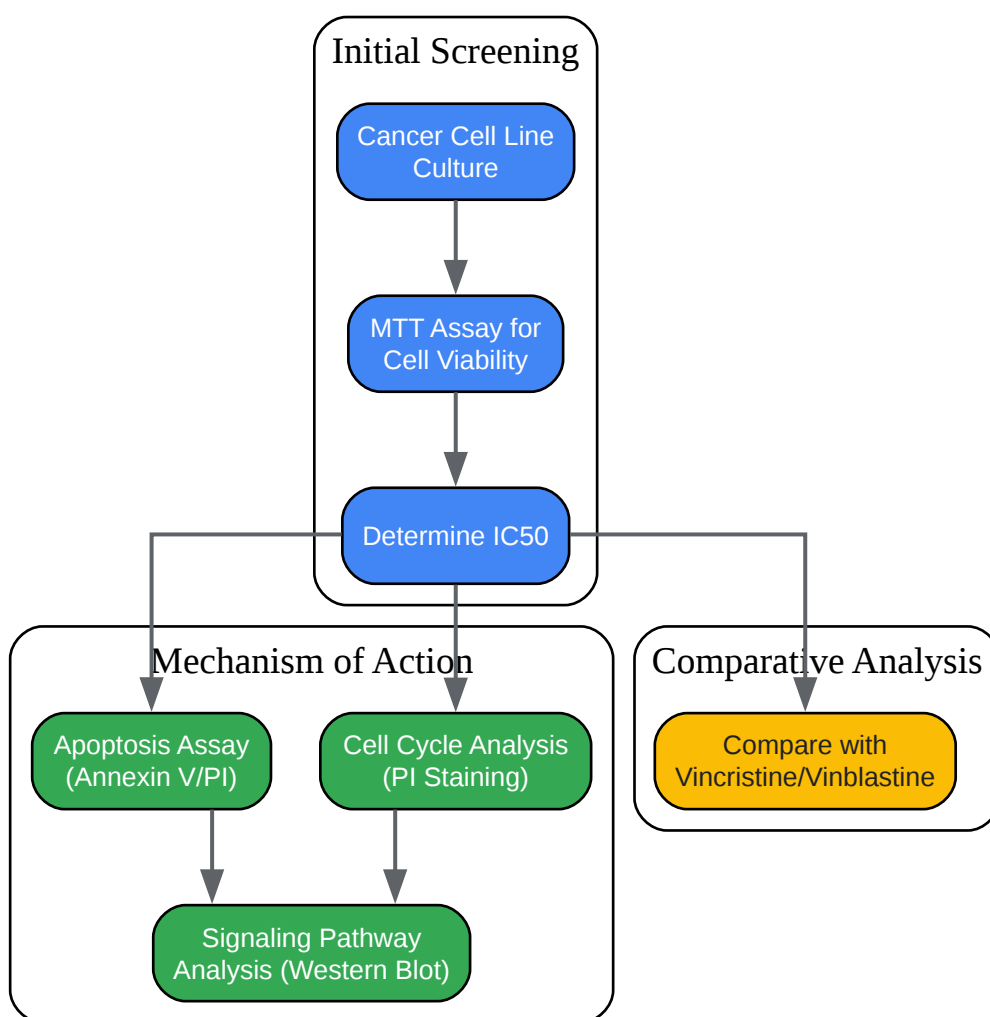 Initial Screening
Cancer Cell Line
Culture
MTT Assay for
Cell Viability
Determine IC50
Mechanism of Action
Comparative Analysis
Apoptosis Assay
(Annexin V/PI)
Cell Cycle Analysis
(PI Staining)
Compare with
Vincristine/Vinblastine
Signaling Pathway
Analysis (Western Blot)